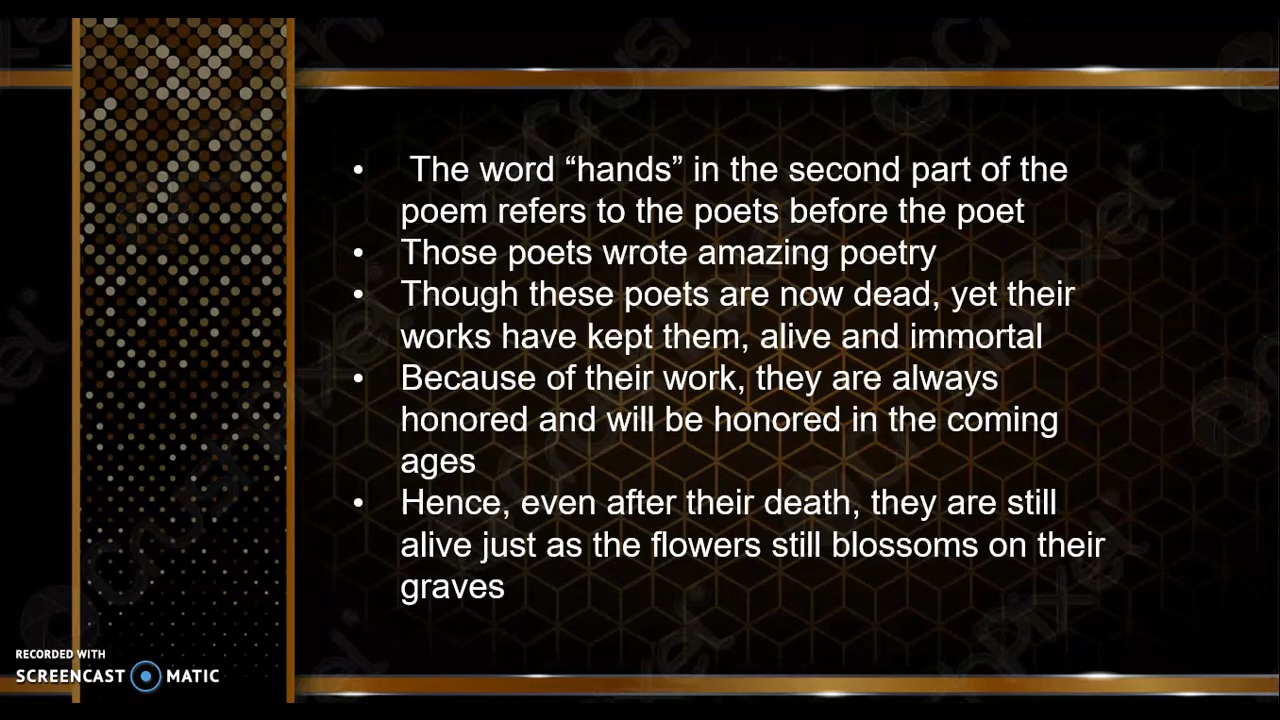 • The word “hands” in the second part of the
poem refers to the poets before the poet
• Those poets wrote amazing poetry
• Though these poets are now dead, yet their
works have kept them, alive and immortal
• Because of their work, they are always
honored and will be honored in the coming
ages
• Hence, even after their death, they are still
alive just as the flowers still blossoms on their
graves
RECORDED WITH
SCREENCAST MATIC